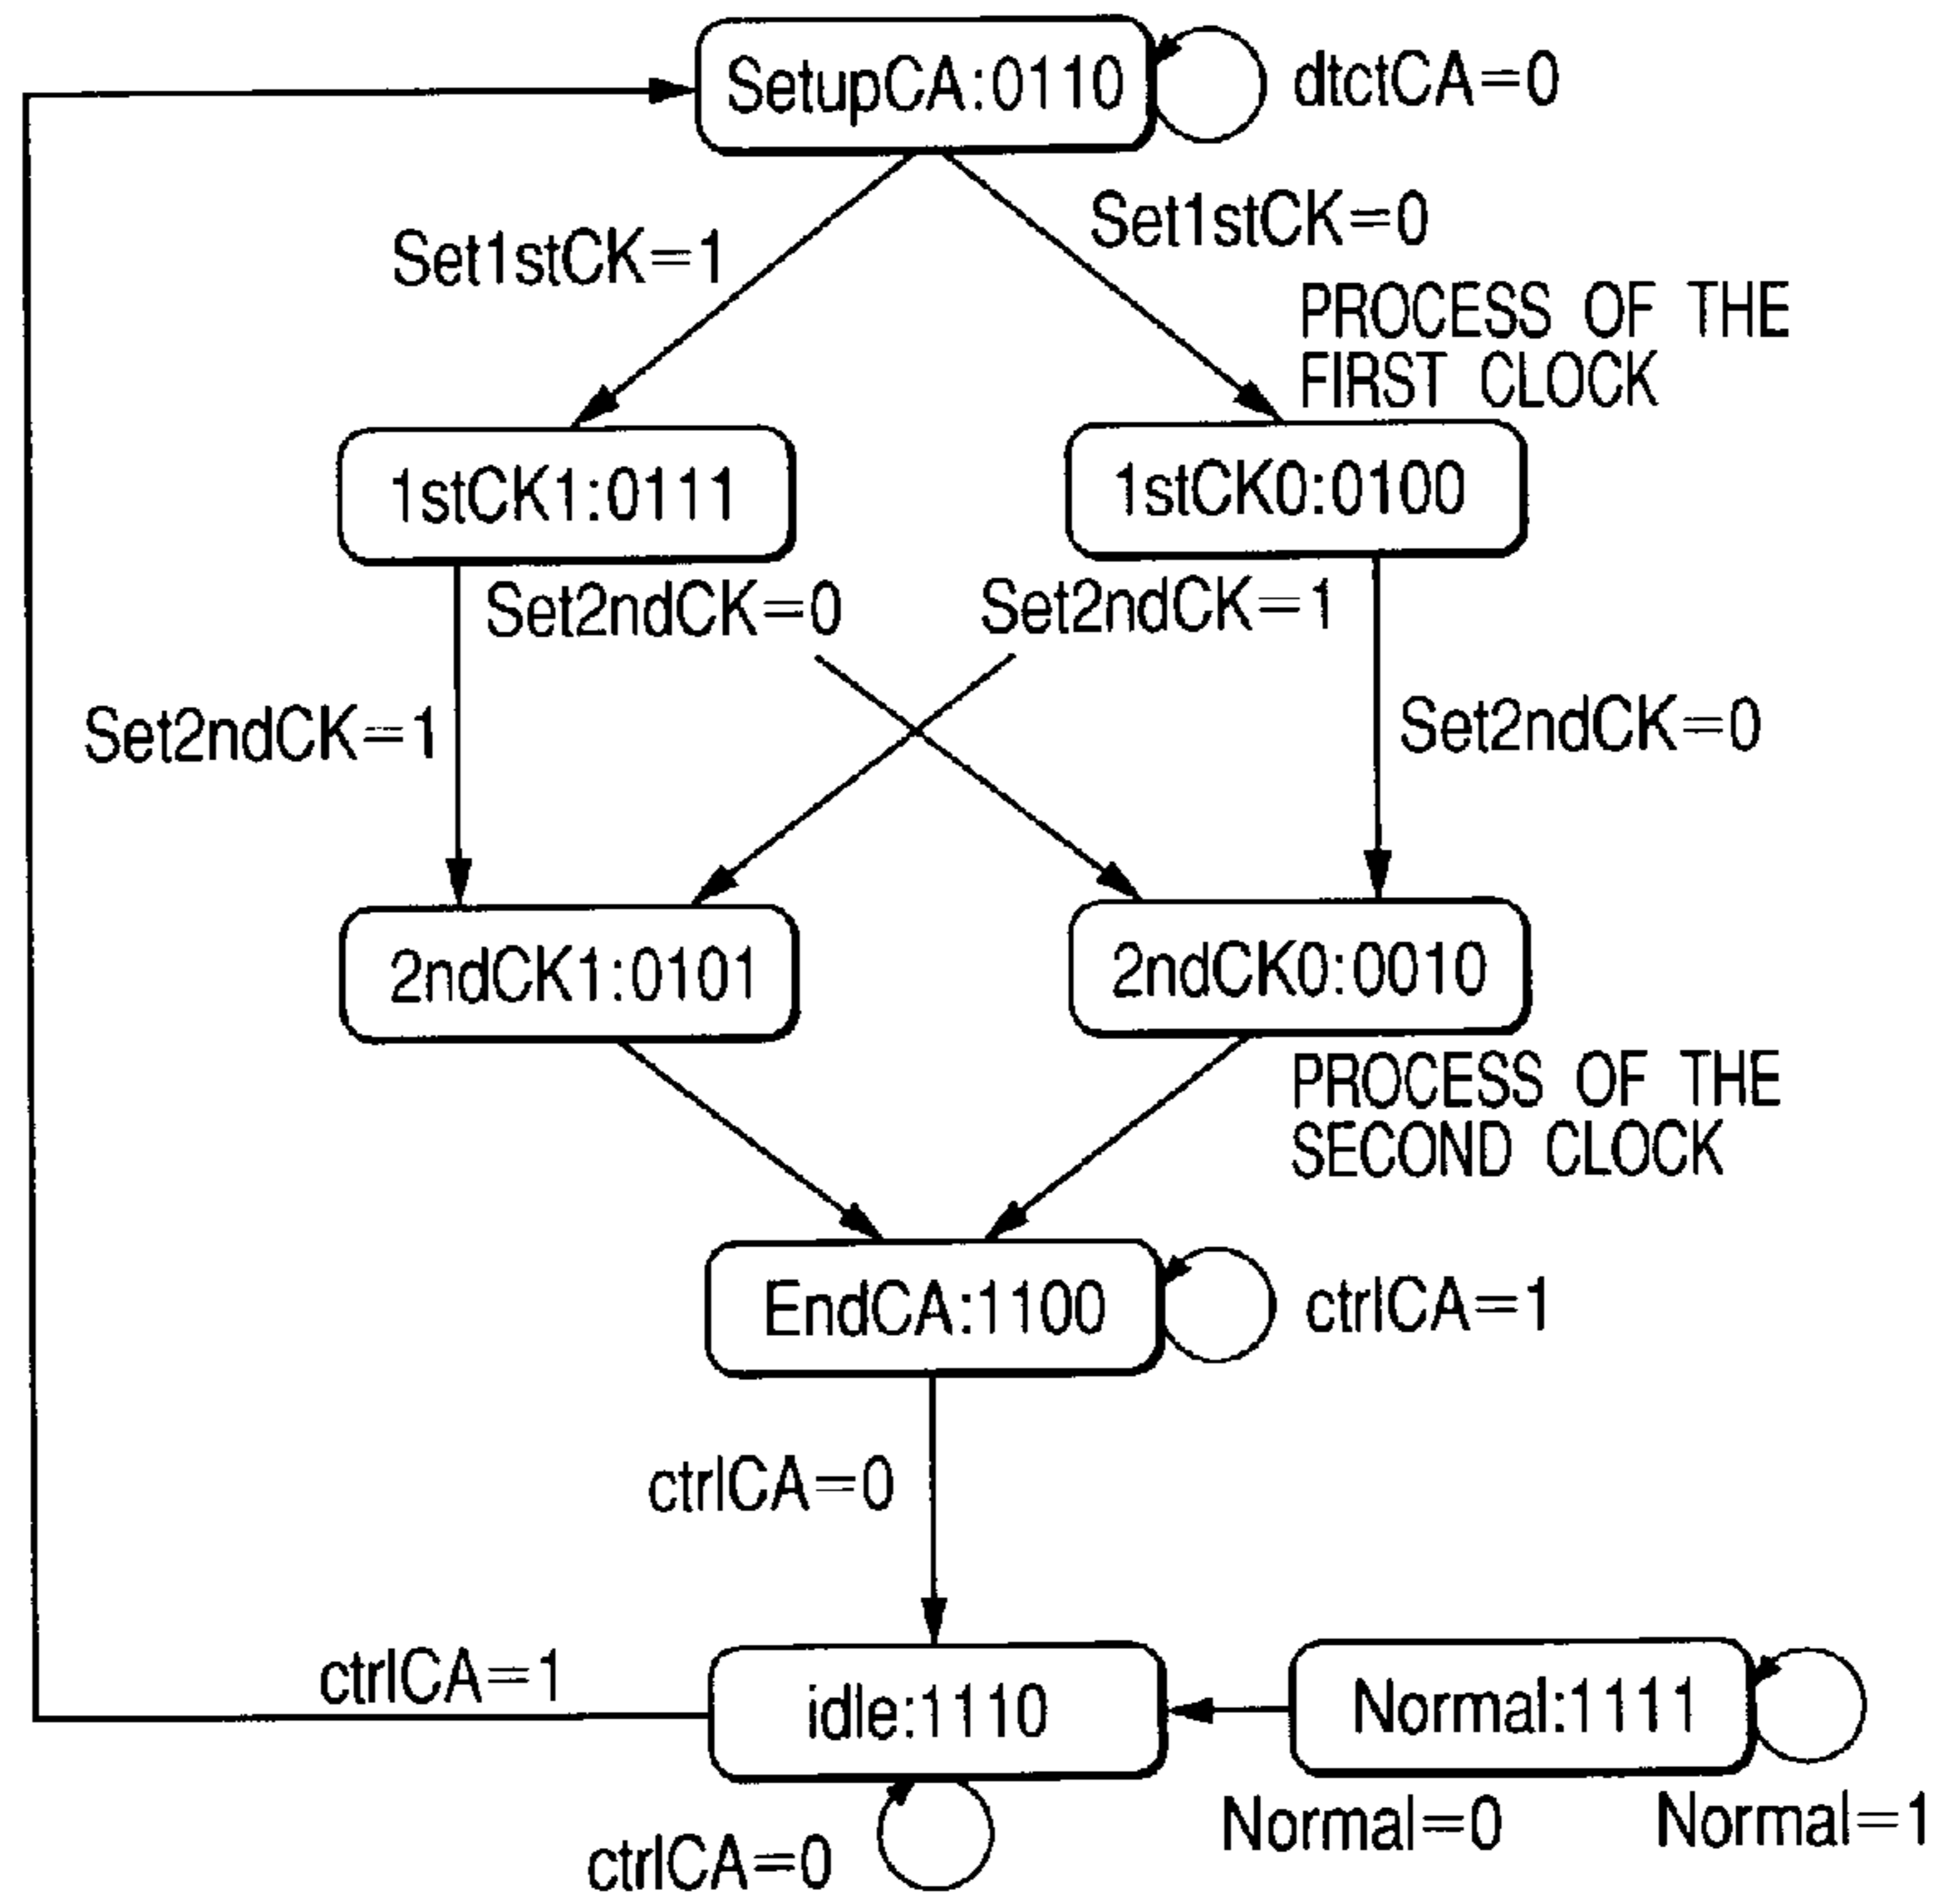 SetupCA:0110
dtctCA=0
Set1stCK=1
Set1stCK=0
PROCESS OF THE
FIRST CLOCK
1stCK1:0111
1stCK0:0100
Set2ndCK=0
Set2ndCK=1
Set2ndCK=1
Set2ndCK=0
2ndCK1:0101
2ndCK0:0010
PROCESS OF THE
SECOND CLOCK
EndCA:1100
ctrlCA=1
ctrlCA=0
ctrlCA=1
idle:1110
Normal:1111
Normal=0
Normal=1
ctrlCA=0